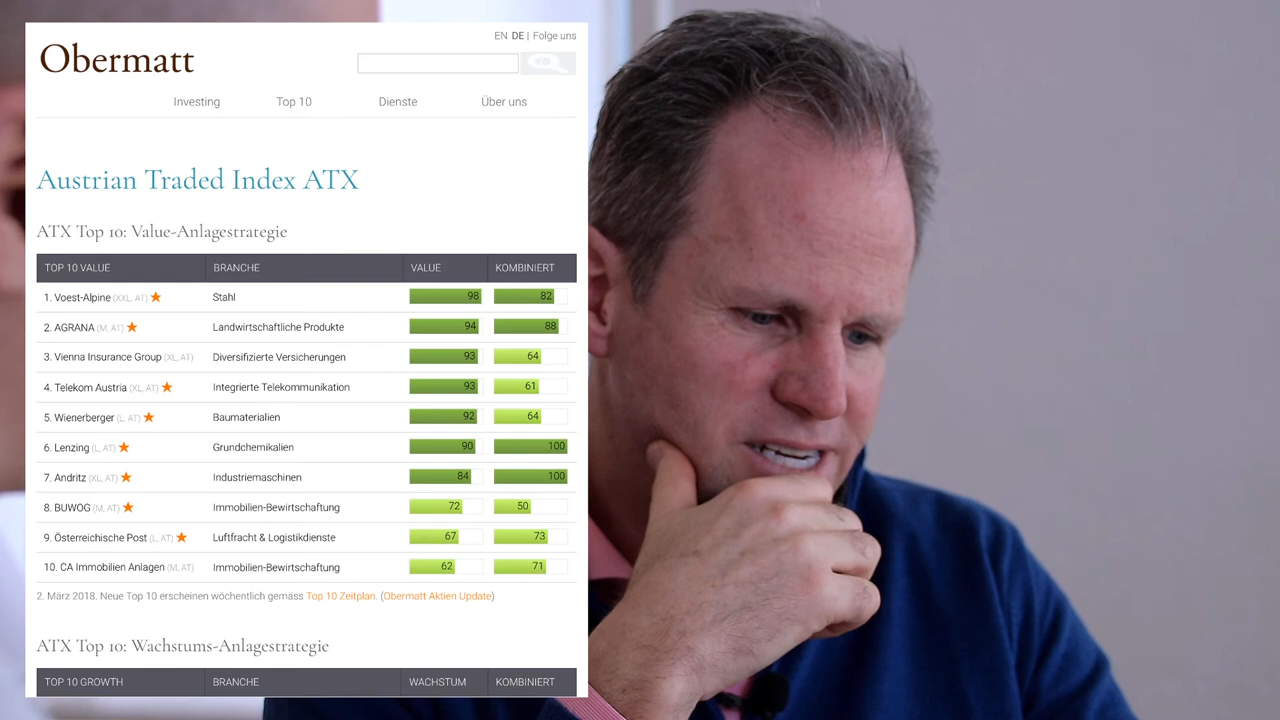 EN DE | Folge uns
Obermatt
Investing Top 10 Dienste Über uns
Austrian Traded Index ATX
ATX Top 10: Value-Anlagestrategie
TOP 10 VALUE BRANCHE VALUE KOMBINIERT
1. Voest-Alpine (XXL, AT) Stahl 98 82
2. AGRANA (M, AT) Landwirtschaftliche Produkte 94 88
3. Vienna Insurance Group (XL, AT) Diversifizierte Versicherungen 93 64
4. Telekom Austria (XL, AT) Integrierte Telekommunikation 93 61
5. Wienerberger (L, AT) Baumaterialien 92 64
6. Lenzing (L, AT) Grundchemikalien 90 100
7. Andritz (XL, AT) Industriemaschinen 84 100
8. BUWOG (M, AT) Immobilien-Bewirtschaftung 72 50
9. Österreichische Post (L, AT) Luftfracht & Logistikdienste 67 73
10. CA Immobilien Anlagen (M, AT) Immobilien-Bewirtschaftung 62 71
2. März 2018. Neue Top 10 erscheinen wöchentlich gemäss Top 10 Zeitplan. (Obermatt Aktien Update)
ATX Top 10: Wachstums-Anlagestrategie
TOP 10 GROWTH BRANCHE WACHSTUM KOMBINIERT